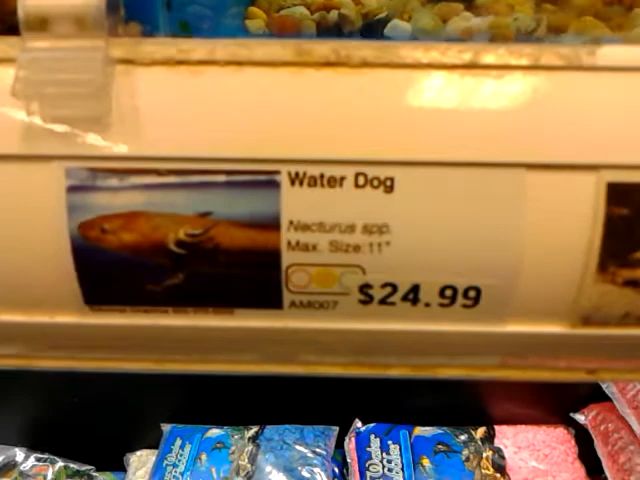 Water Dog
Necturus spp.
Max. Size:11"
AM007
$24.99